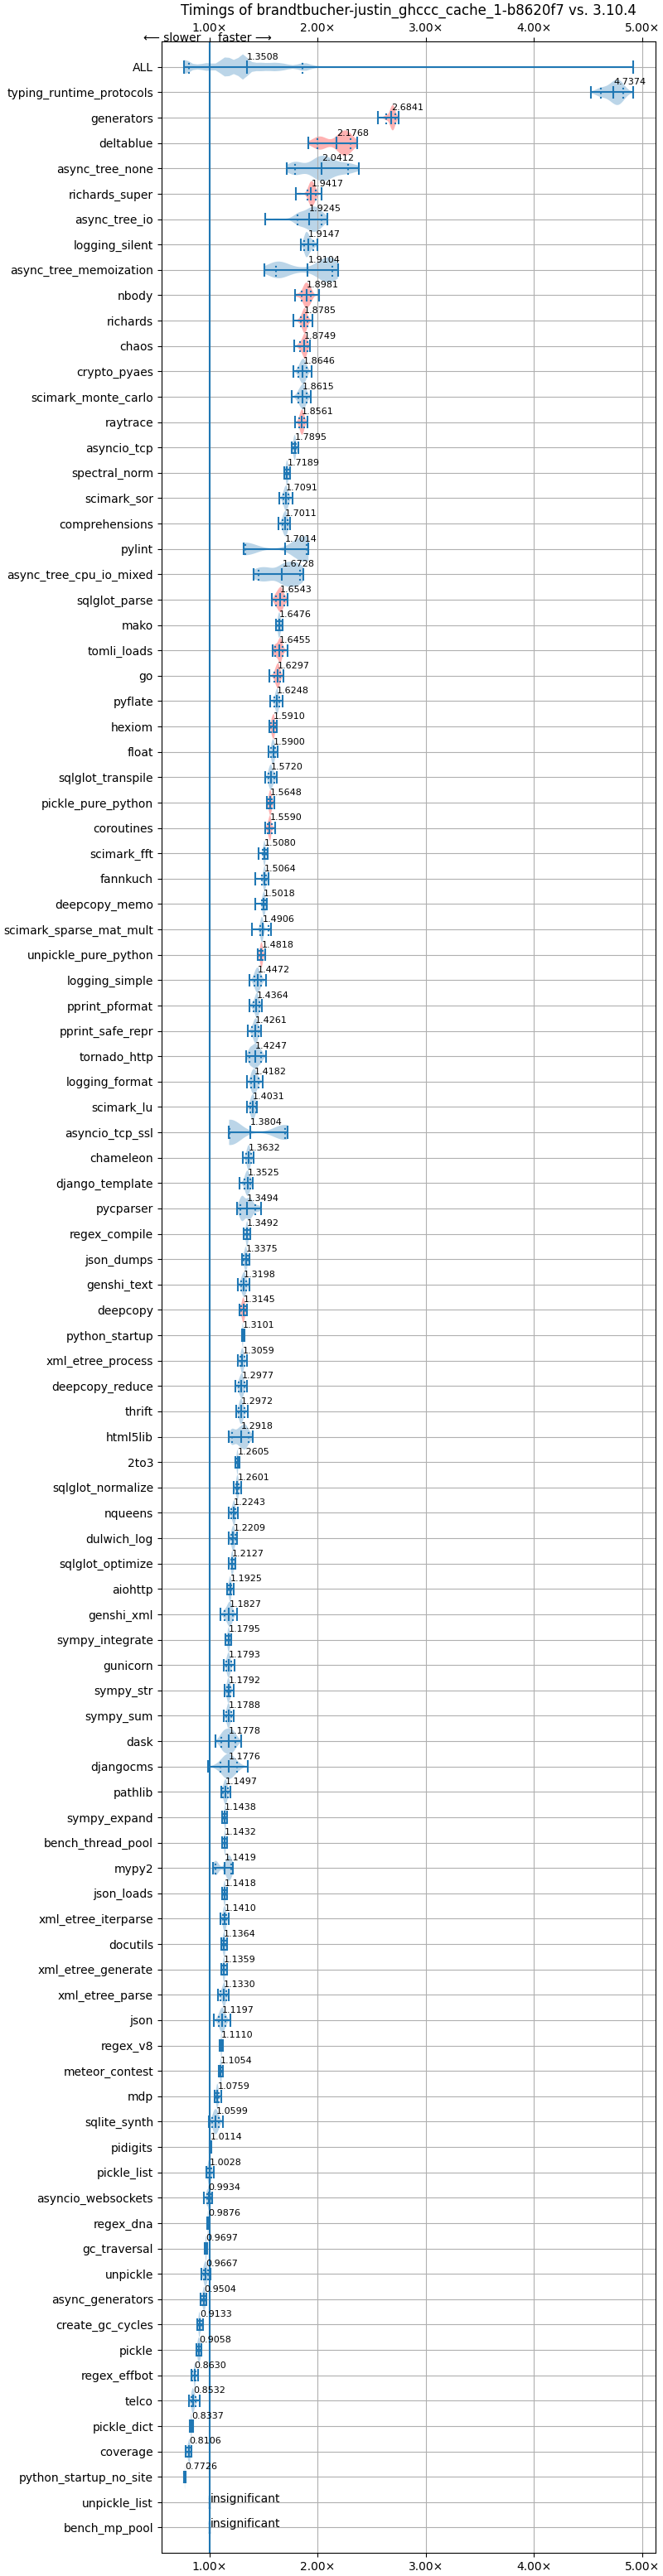 Timings of brandtbucher-justin_ghccc_cache_1-b8620f7 vs. 3.10.4
1.00× 2.00× 3.00× 4.00× 5.00×
⟵ slower faster ⟶
ALL 1.3508
typing_runtime_protocols 4.7374
generators 2.6841
deltablue 2.1768
async_tree_none 2.0412
richards_super 1.9417
async_tree_io 1.9245
logging_silent 1.9147
async_tree_memoization 1.9104
nbody 1.8981
richards 1.8785
chaos 1.8749
crypto_pyaes 1.8646
scimark_monte_carlo 1.8615
raytrace 1.8561
asyncio_tcp 1.7895
spectral_norm 1.7189
scimark_sor 1.7091
comprehensions 1.7011
pylint 1.7014
async_tree_cpu_io_mixed 1.6728
sqlglot_parse 1.6543
mako 1.6476
tomli_loads 1.6455
go 1.6297
pyflate 1.6248
hexiom 1.5910
float 1.5900
sqlglot_transpile 1.5720
pickle_pure_python 1.5648
coroutines 1.5590
scimark_fft 1.5080
fannkuch 1.5064
deepcopy_memo 1.5018
scimark_sparse_mat_mult 1.4906
unpickle_pure_python 1.4818
logging_simple 1.4472
pprint_pformat 1.4364
pprint_safe_repr 1.4261
tornado_http 1.4247
logging_format 1.4182
scimark_lu 1.4031
asyncio_tcp_ssl 1.3804
chameleon 1.3632
django_template 1.3525
pycparser 1.3494
regex_compile 1.3492
json_dumps 1.3375
genshi_text 1.3198
deepcopy 1.3145
python_startup 1.3101
xml_etree_process 1.3059
deepcopy_reduce 1.2977
thrift 1.2972
html5lib 1.2918
2to3 1.2605
sqlglot_normalize 1.2601
nqueens 1.2243
dulwich_log 1.2209
sqlglot_optimize 1.2127
aiohttp 1.1925
genshi_xml 1.1827
sympy_integrate 1.1795
gunicorn 1.1793
sympy_str 1.1792
sympy_sum 1.1788
dask 1.1778
djangocms 1.1776
pathlib 1.1497
sympy_expand 1.1438
bench_thread_pool 1.1432
mypy2 1.1419
json_loads 1.1418
xml_etree_iterparse 1.1410
docutils 1.1364
xml_etree_generate 1.1359
xml_etree_parse 1.1330
json 1.1197
regex_v8 1.1110
meteor_contest 1.1054
mdp 1.0759
sqlite_synth 1.0599
pidigits 1.0114
pickle_list 1.0028
asyncio_websockets 0.9934
regex_dna 0.9876
gc_traversal 0.9697
unpickle 0.9667
async_generators 0.9504
create_gc_cycles 0.9133
pickle 0.9058
regex_effbot 0.8630
telco 0.8532
pickle_dict 0.8337
coverage 0.8106
python_startup_no_site 0.7726
unpickle_list insignificant
bench_mp_pool insignificant
1.00× 2.00× 3.00× 4.00× 5.00×